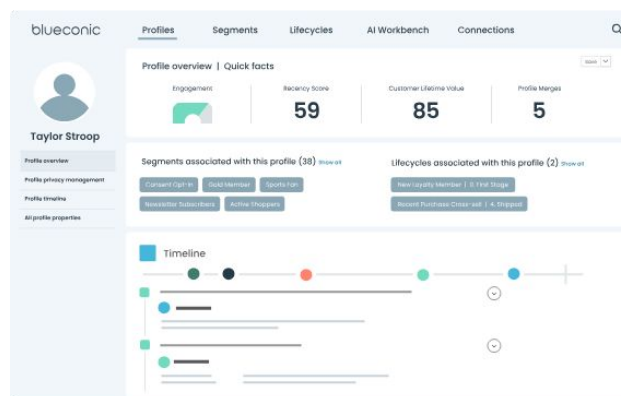 blueconic
Profiles Segments Lifecycles AI Workbench Connections
Taylor Stroop
Profile overview
Profile privacy management
Profile timeline
All profile properties
Profile overview | Quick facts
Engagement Recency Score Customer Lifetime Value Profile Merges
59 85 5
Segments associated with this profile (38) Show all
Consent Opt-In Gold Member Sports Fan
Newsletter Subscribers Active Shoppers
Lifecycles associated with this profile (2) Show all
New Loyalty Member | 0. First Stage
Recent Purchase Cross-sell | 4. Shipped
Timeline